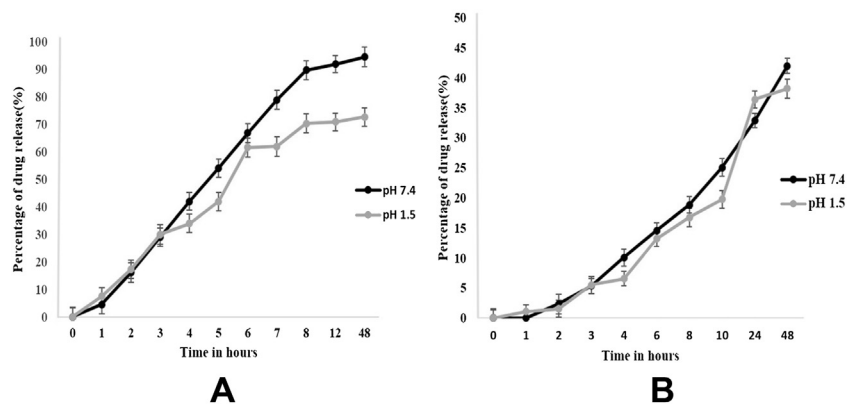 Percentage of drug release(%)
100
90
80
70
60
50
40
30
20
10
0
0 1 2 3 4 5 6 7 8 12 48
Time in hours
pH 7.4
pH 1.5
A
Percentage of drug release(%)
50
45
40
35
30
25
20
15
10
5
0
0 1 2 3 4 6 8 10 24 48
Time in hours
pH 7.4
pH 1.5
B